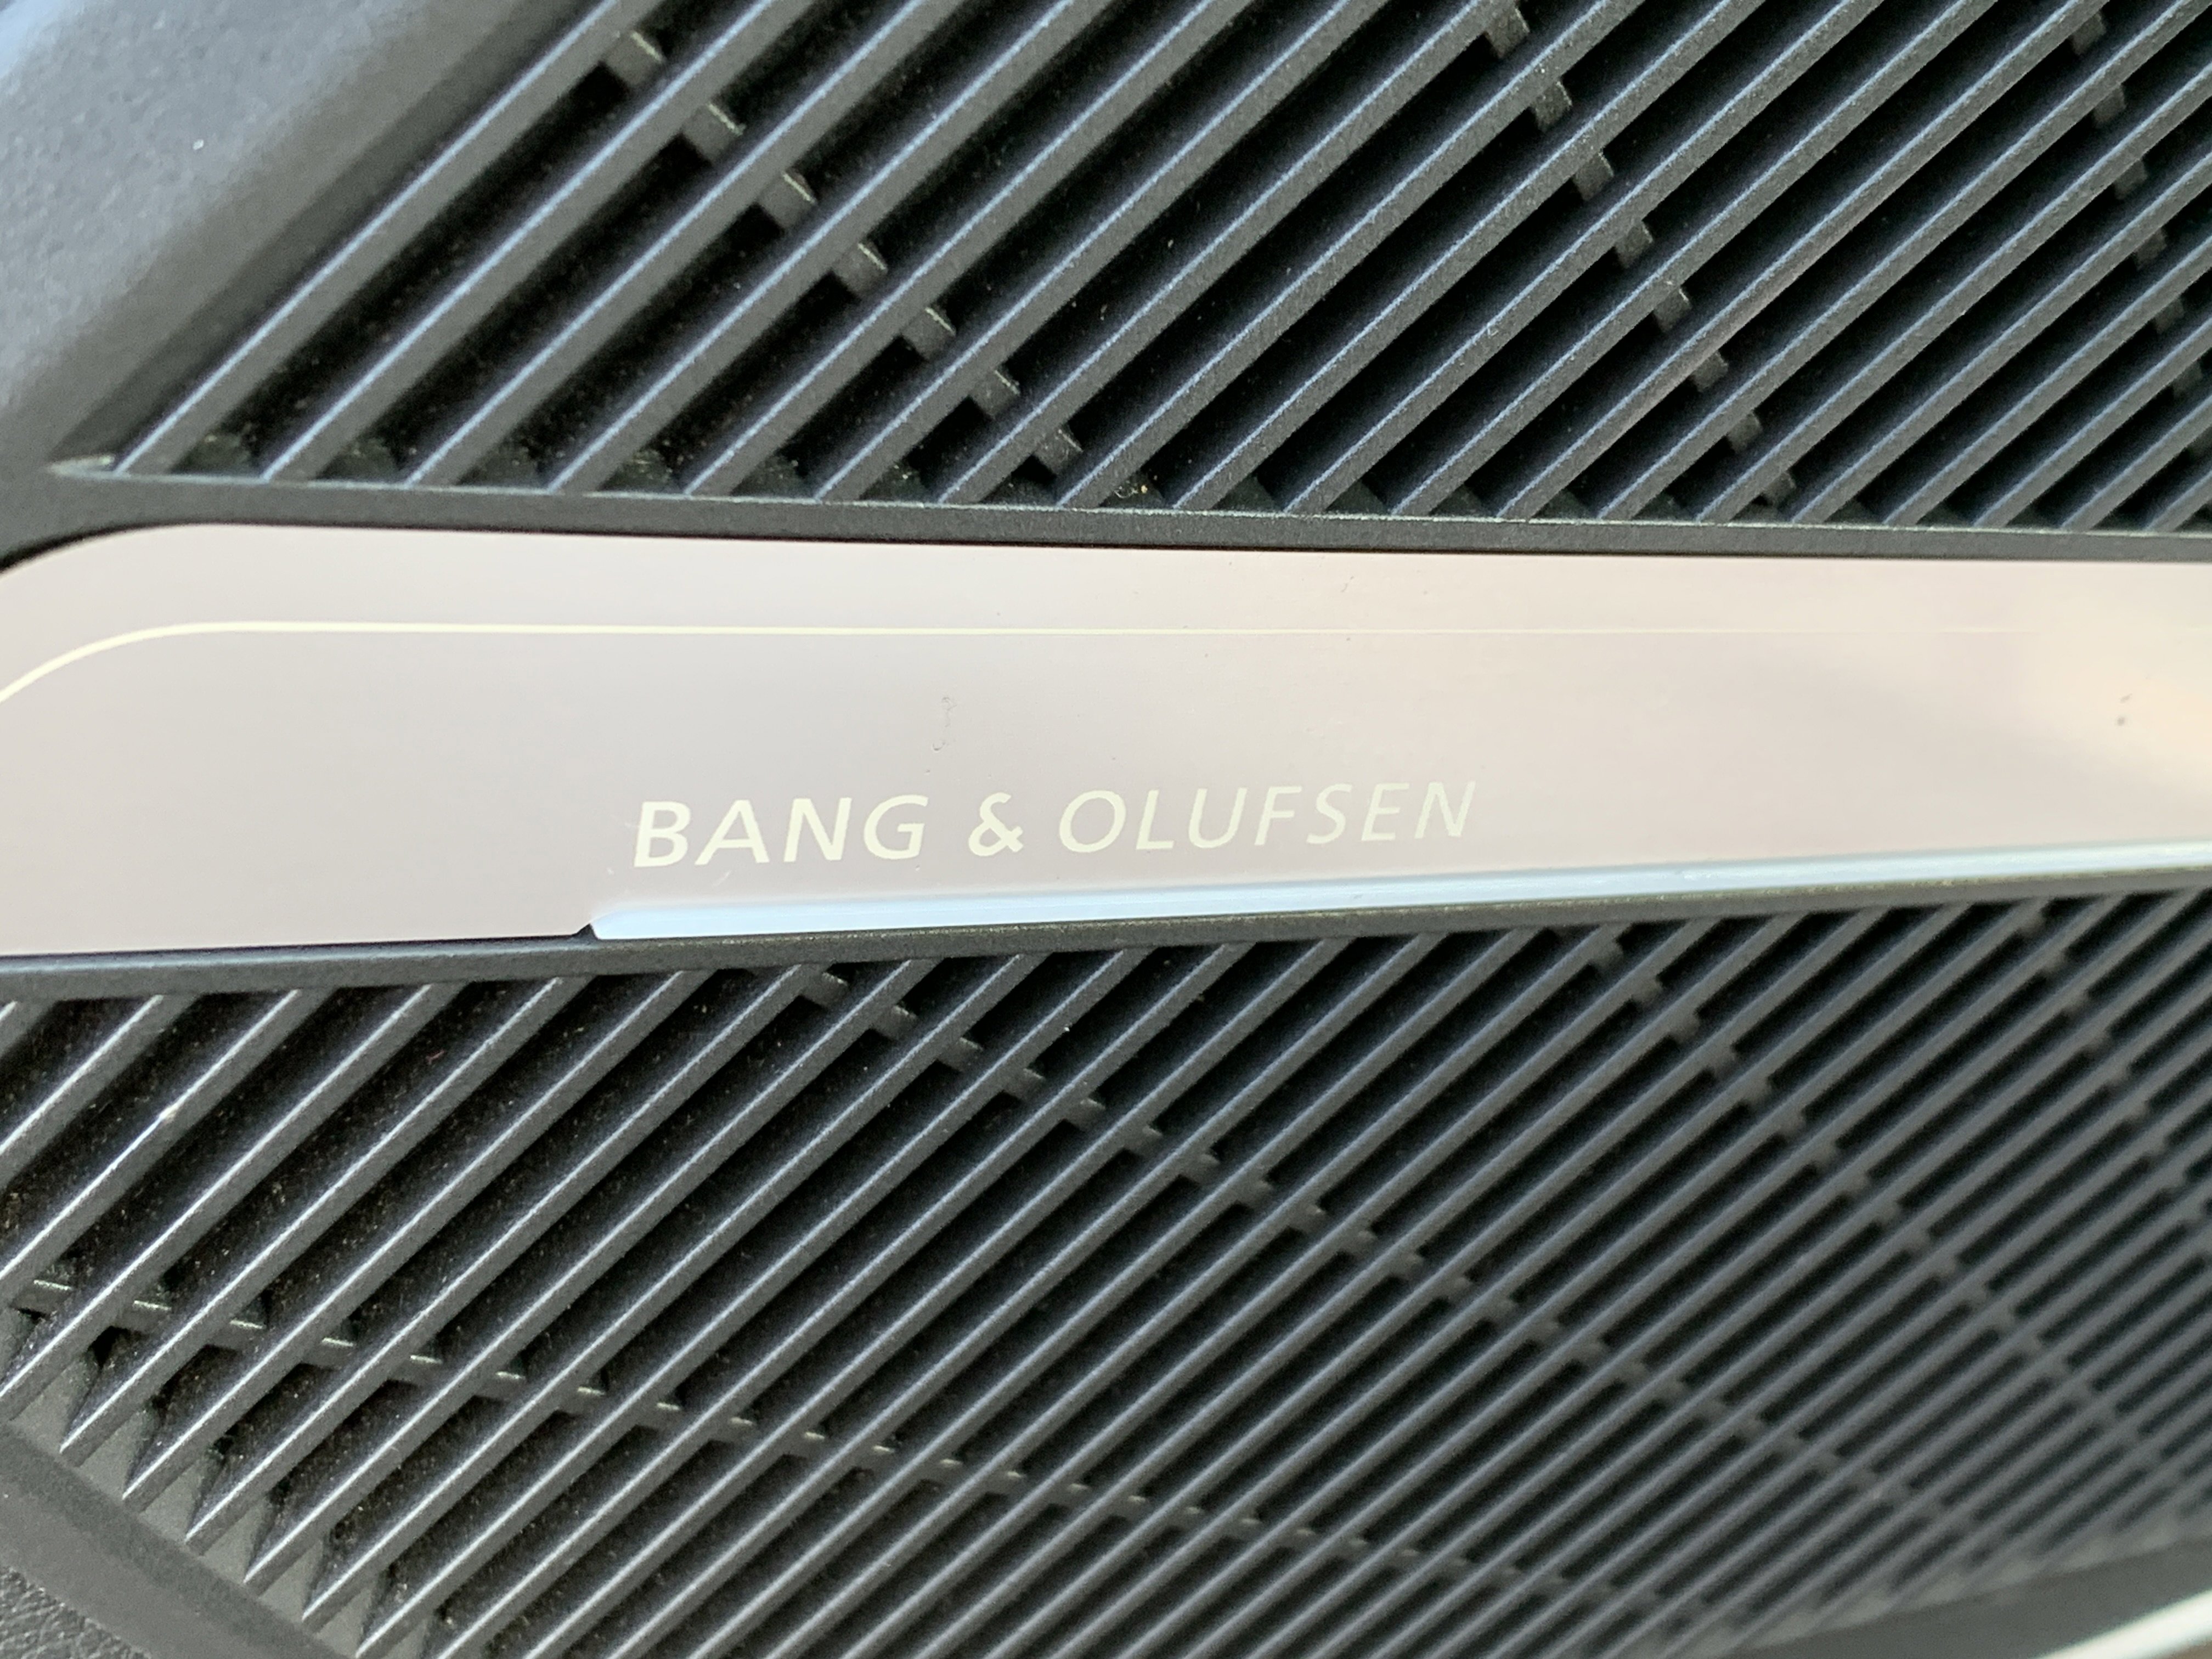 BANG & OLUFSEN